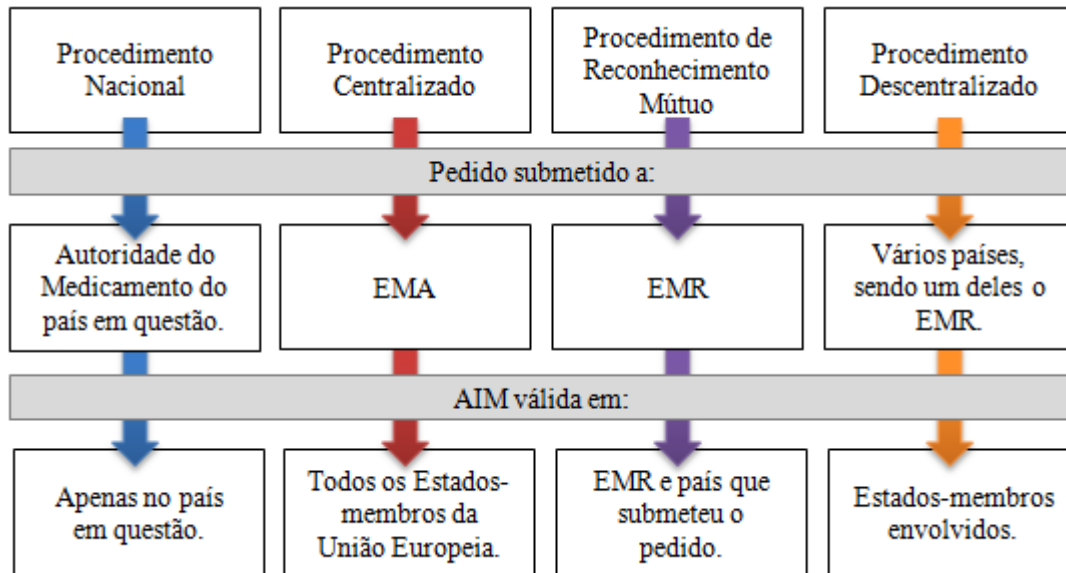 Procedimento
Nacional
Procedimento
Centralizado
Procedimento de
Reconhecimento
Mútuo
Procedimento
Descentralizado
Pedido submetido a:
Autoridade do
Medicamento do
país em questão.
EMA
EMR
Vários países,
sendo um deles o
EMR.
AIM válida em:
Apenas no país
em questão.
Todos os Estados-
membros da
União Europeia.
EMR e país que
submeteu o
pedido.
Estados-membros
envolvidos.